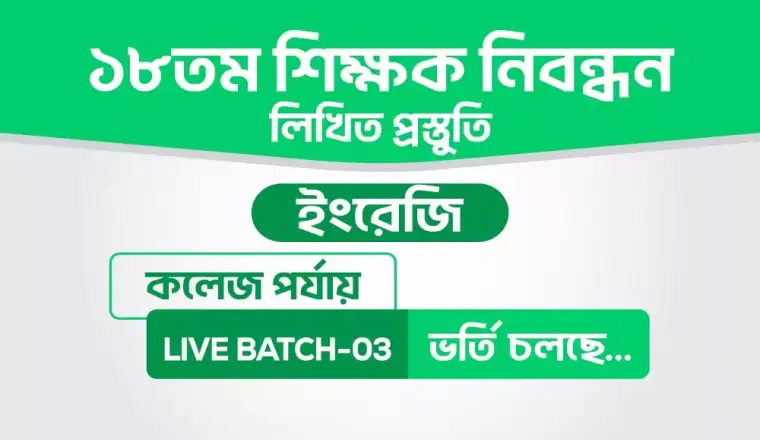 ১৮তম শিক্ষক নিবন্ধন
লিখিত প্রস্তুতি
ইংরেজি
কলেজ পর্যায়
LIVE BATCH-03 ভর্তি চলছে...